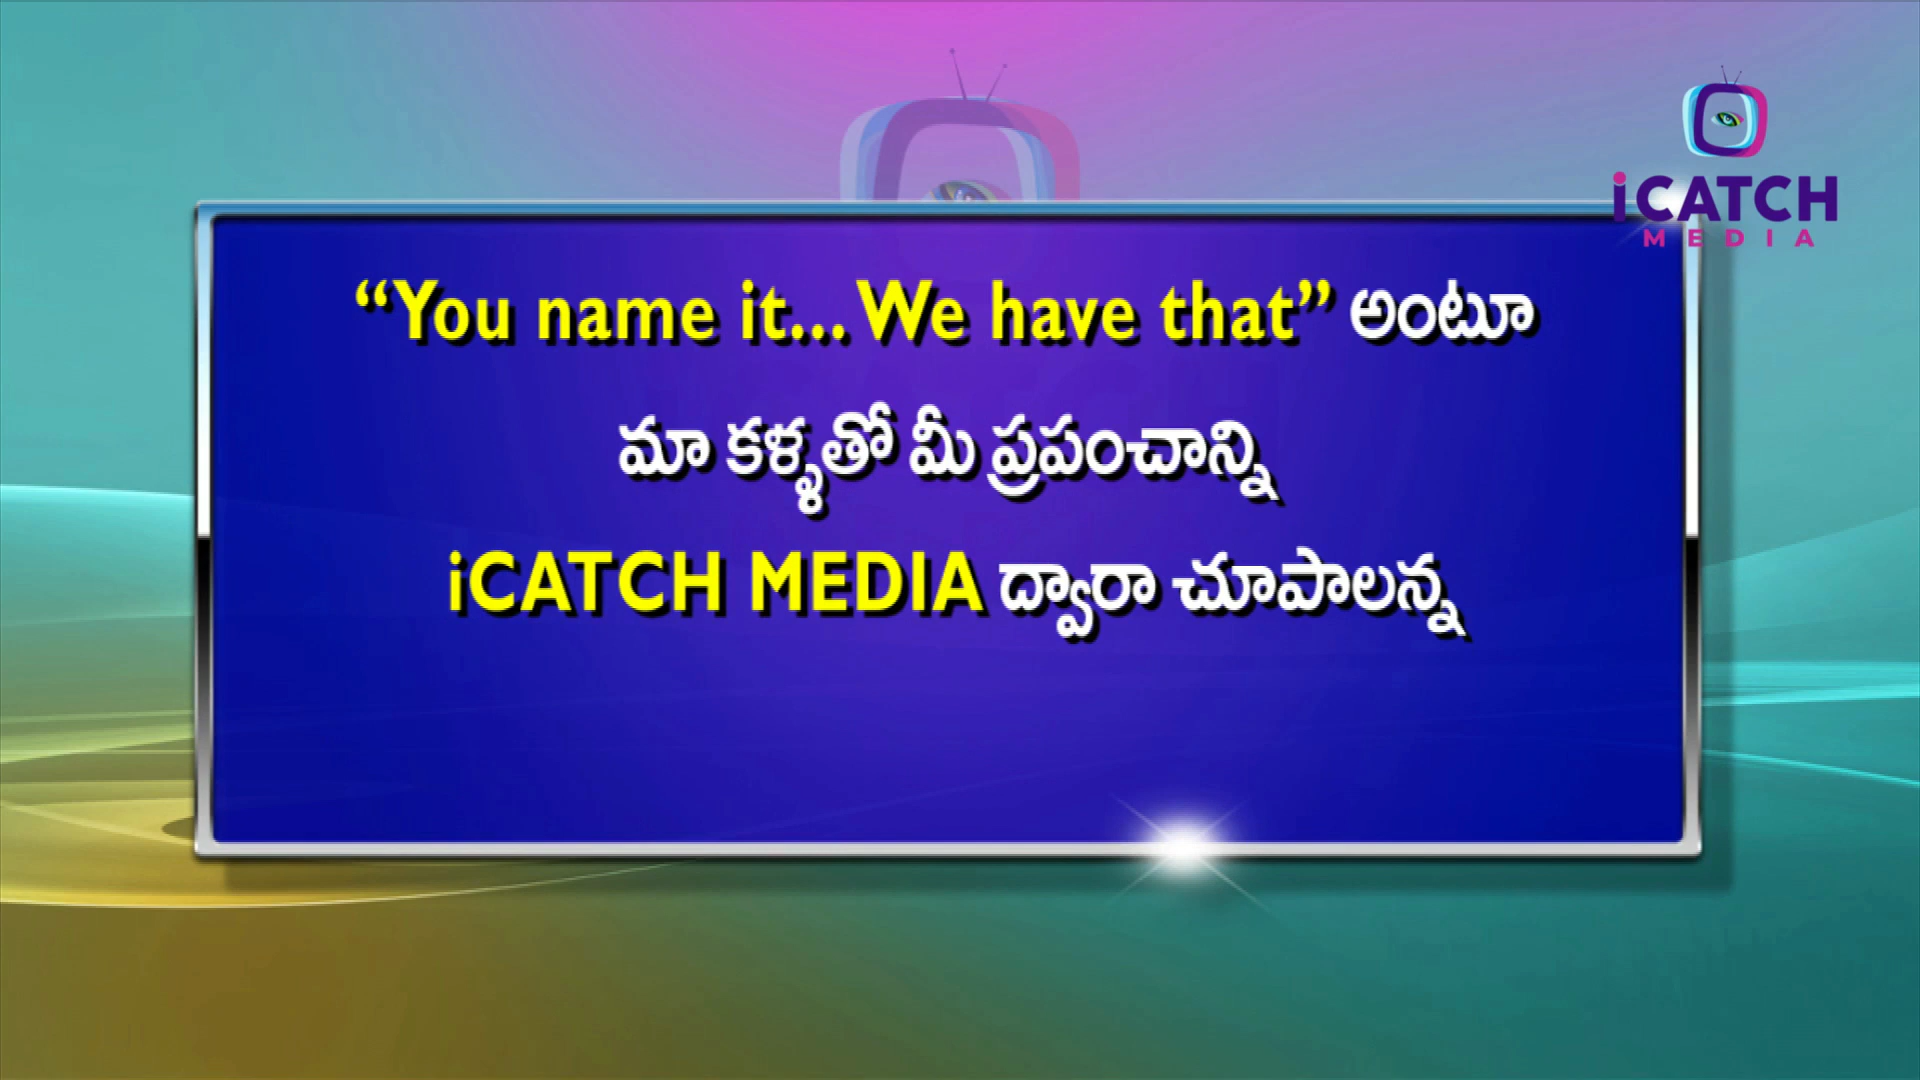 iCATCH
MEDIA
“You name it... We have that” అంటూ
మా కళ్ళతో మీ ప్రపంచాన్ని
iCATCH MEDIA ద్వారా చూపాలన్న